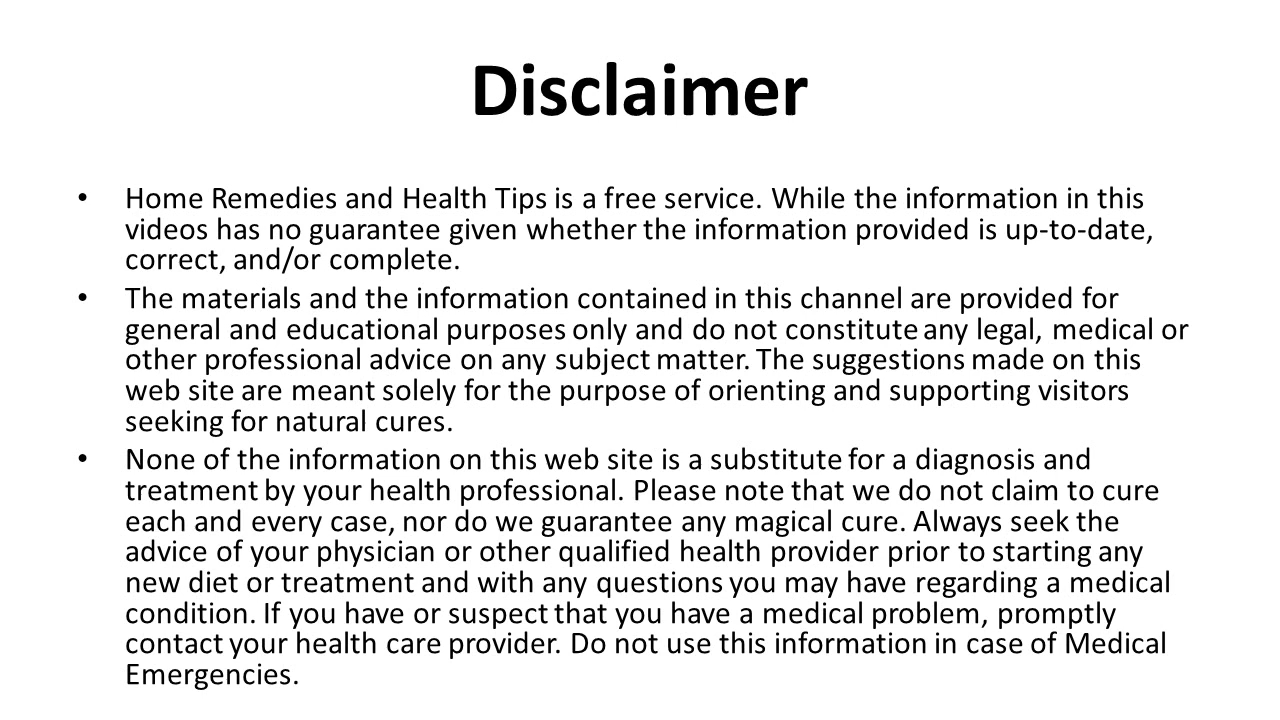 Disclaimer
• Home Remedies and Health Tips is a free service. While the information in this
videos has no guarantee given whether the information provided is up-to-date,
correct, and/or complete.
• The materials and the information contained in this channel are provided for
general and educational purposes only and do not constitute any legal, medical or
other professional advice on any subject matter. The suggestions made on this
web site are meant solely for the purpose of orienting and supporting visitors
seeking for natural cures.
• None of the information on this web site is a substitute for a diagnosis and
treatment by your health professional. Please note that we do not claim to cure
each and every case, nor do we guarantee any magical cure. Always seek the
advice of your physician or other qualified health provider prior to starting any
new diet or treatment and with any questions you may have regarding a medical
condition. If you have or suspect that you have a medical problem, promptly
contact your health care provider. Do not use this information in case of Medical
Emergencies.